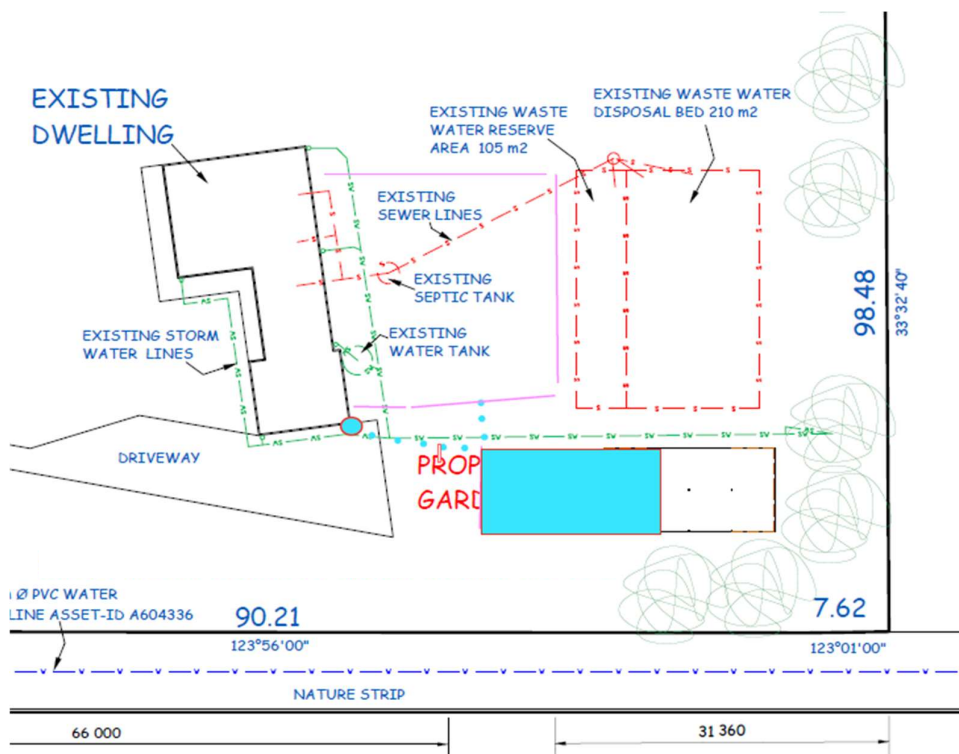 EXISTING
DWELLING
EXISTING WASTE
WATER RESERVE
AREA 105 m2
EXISTING WASTE WATER
DISPOSAL BED 210 m2
EXISTING
SEWER LINES
EXISTING
SEPTIC TANK
EXISTING
WATER TANK
EXISTING STORM
WATER LINES
98.48
33°32'40"
DRIVEWAY
PROP
GARD
Ø PVC WATER
LINE ASSET-ID A604336
90.21
123°56'00"
7.62
123°01'00"
NATURE STRIP
66 000
31 360